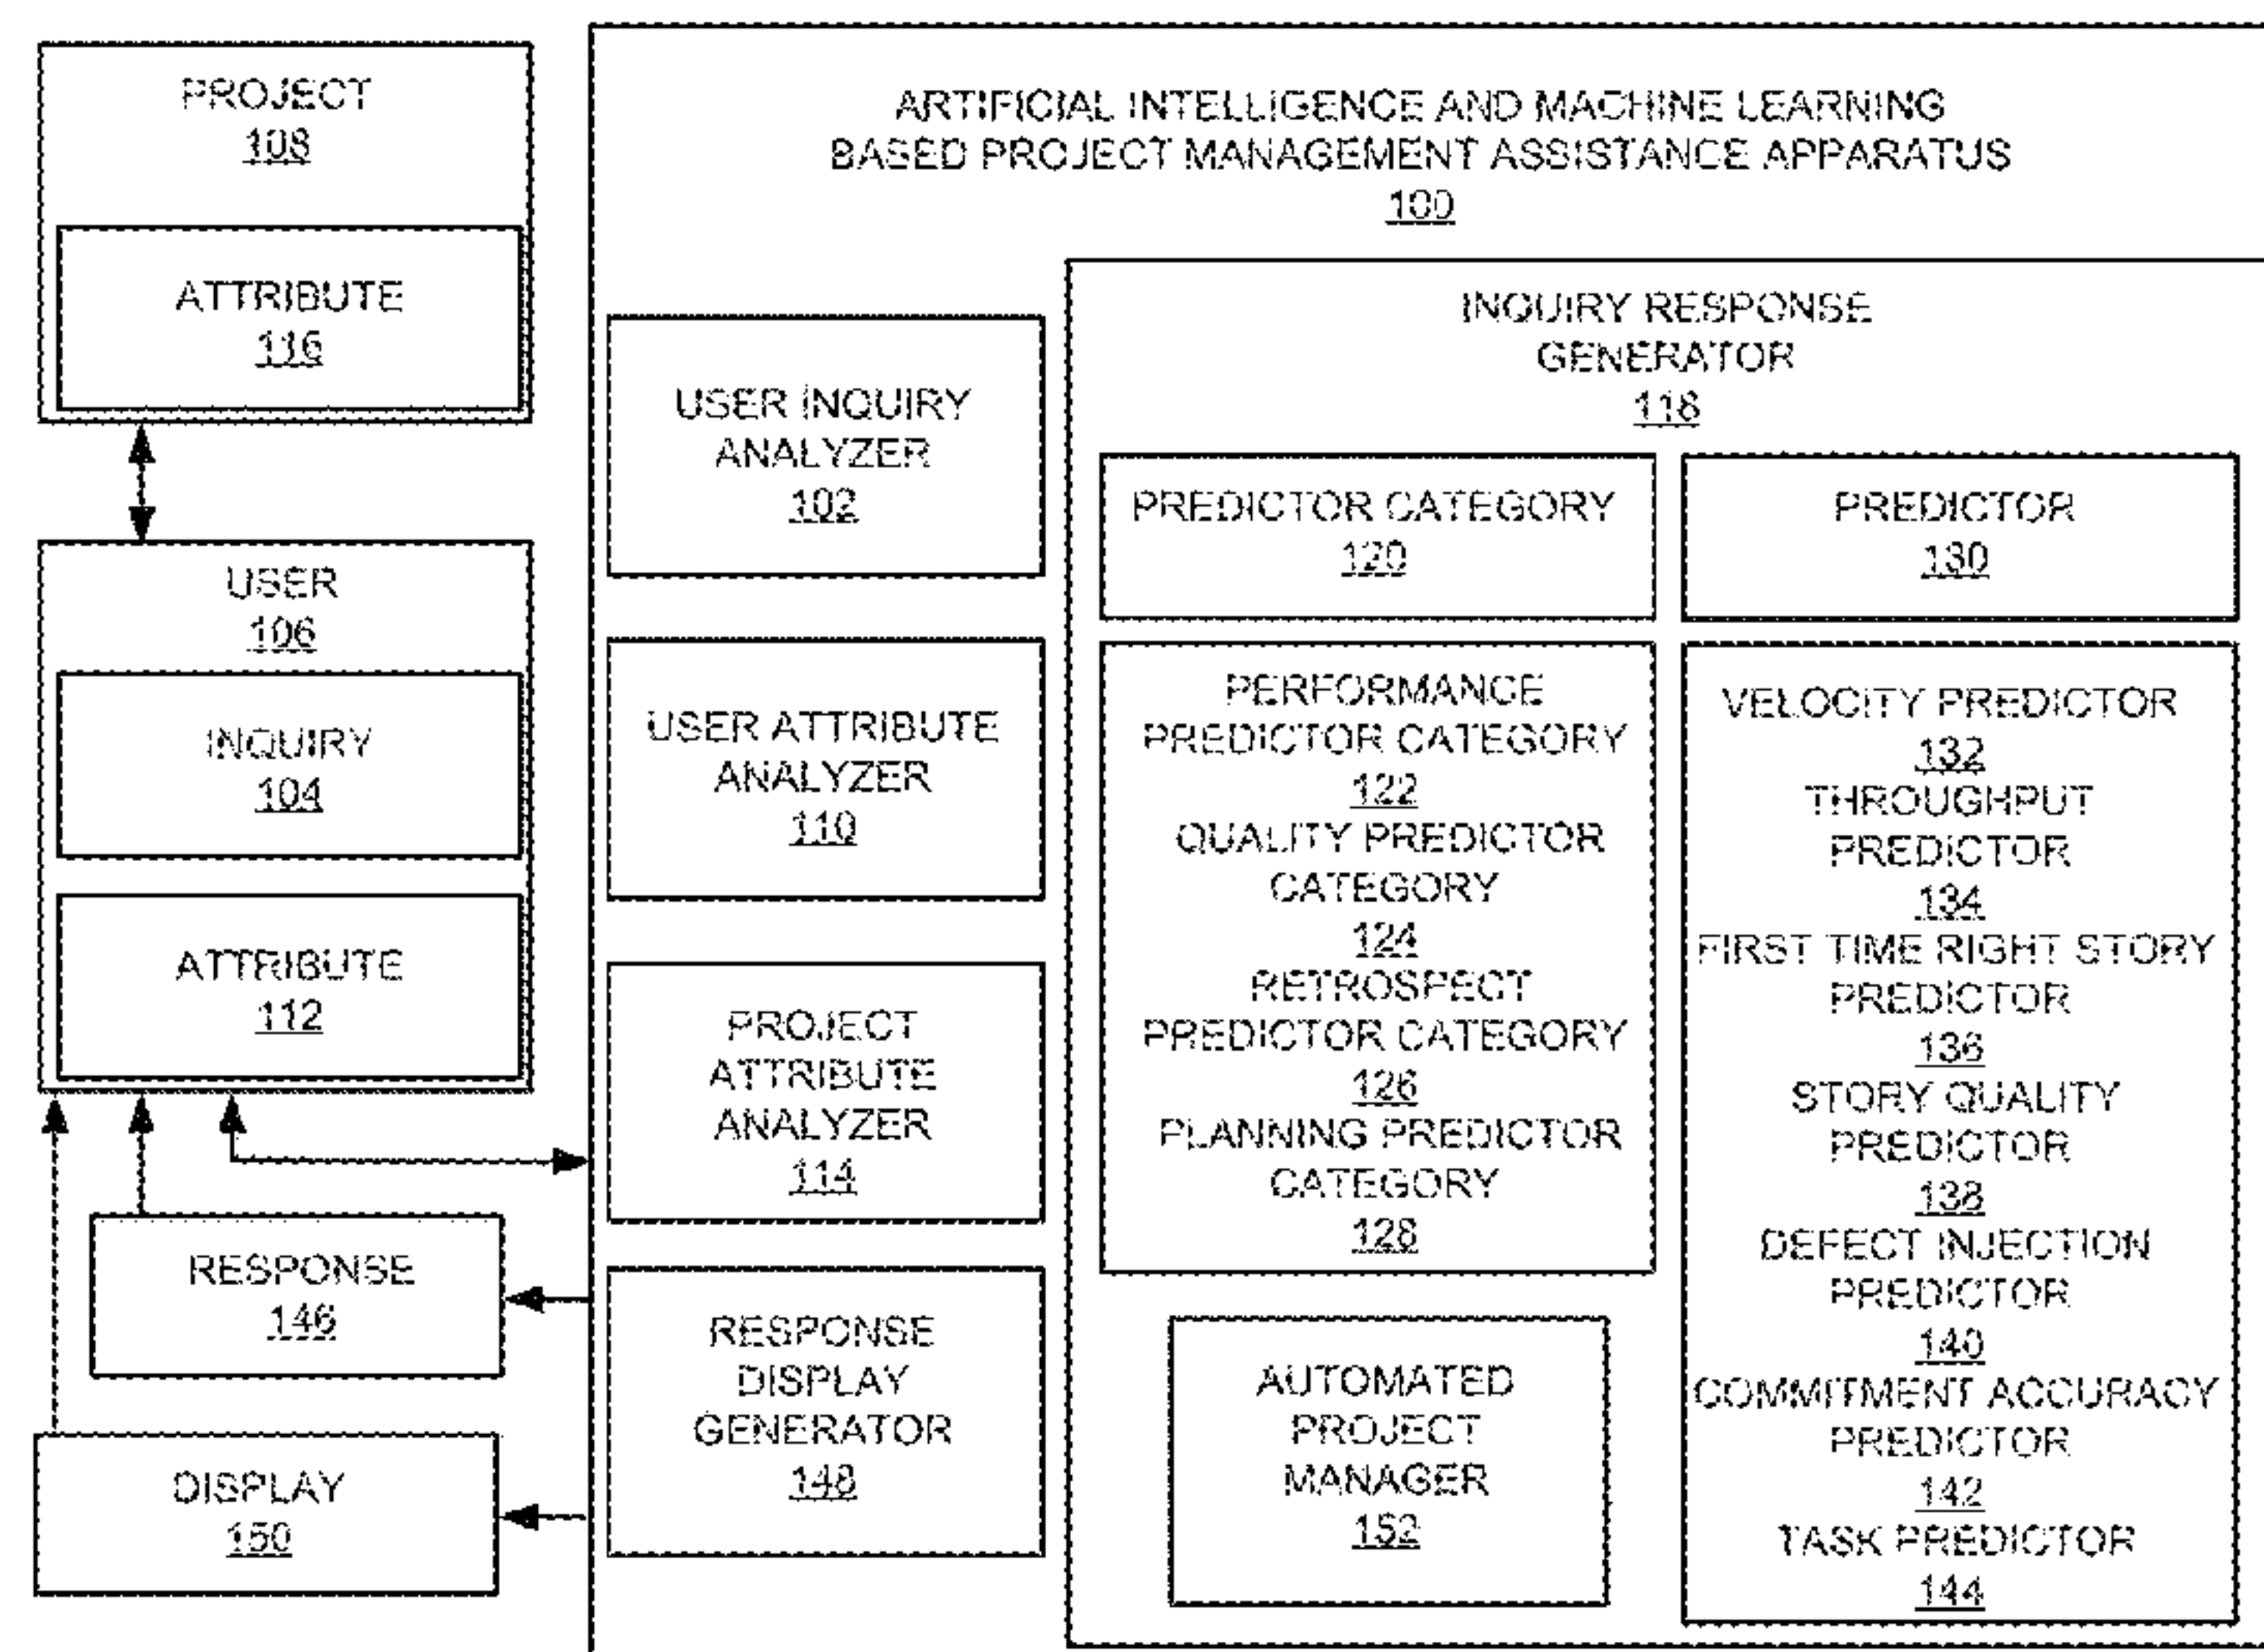 PROJECT
108
ATTRIBUTE
116
USER
106
INQUIRY
104
ATTRIBUTE
112
RESPONSE
146
DISPLAY
150
ARTIFICIAL INTELLIGENCE AND MACHINE LEARNING
BASED PROJECT MANAGEMENT ASSISTANCE APPARATUS
100
USER INQUIRY
ANALYZER
102
USER ATTRIBUTE
ANALYZER
110
PROJECT
ATTRIBUTE
ANALYZER
114
RESPONSE
DISPLAY
GENERATOR
148
INQUIRY RESPONSE
GENERATOR
118
PREDICTOR CATEGORY
120
PERFORMANCE
PREDICTOR CATEGORY
122
QUALITY PREDICTOR
CATEGORY
124
RETROSPECT
PREDICTOR CATEGORY
126
PLANNING PREDICTOR
CATEGORY
128
AUTOMATED
PROJECT
MANAGER
152
PREDICTOR
130
VELOCITY PREDICTOR
132
THROUGHPUT
PREDICTOR
134
FIRST TIME RIGHT STORY
PREDICTOR
136
STORY QUALITY
PREDICTOR
138
DEFECT INJECTION
PREDICTOR
140
COMMITMENT ACCURACY
PREDICTOR
142
TASK PREDICTOR
144